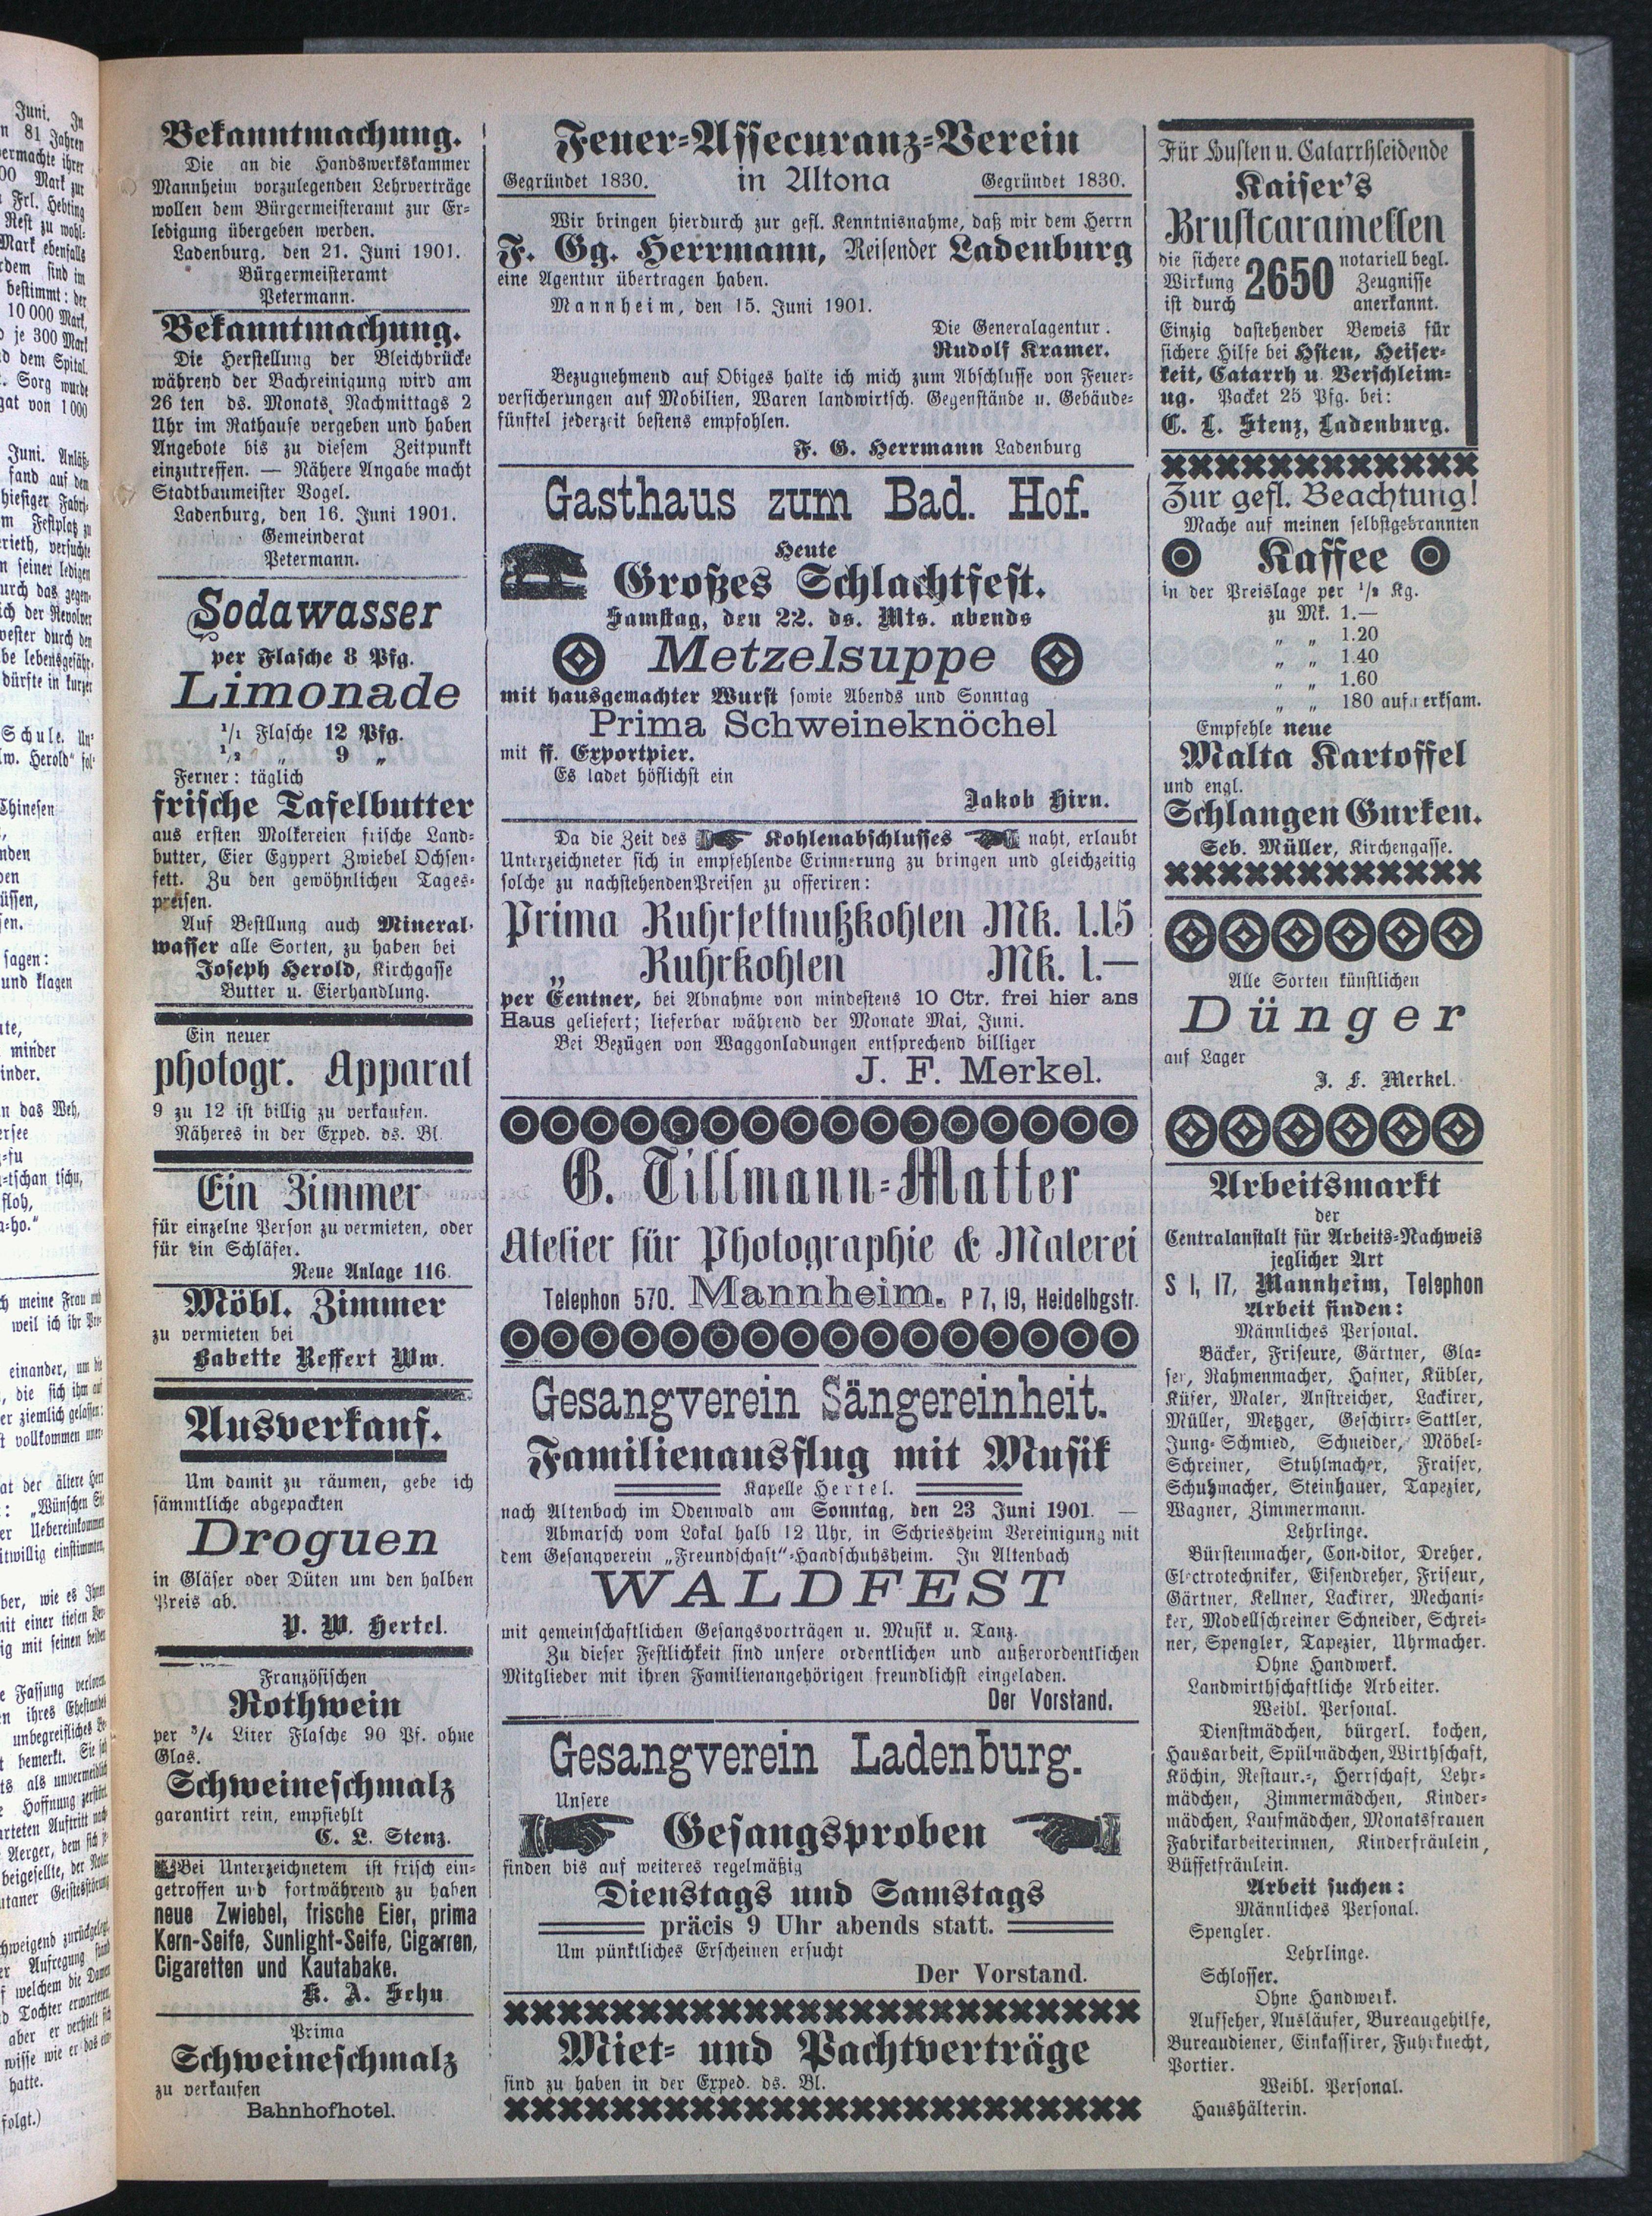 Bekanntmachung.
Die an die Handswerkskammer
Mannheim vorzulegenden Lehrverträge
wollen dem Bürgermeisteramt zur Er-
ledigung übergeben werden.
Ladenburg, den 21. Juni 1901.
Bürgermeisteramt
Petermann.
Bekanntmachung.
Die Herstellung der Bleichbrücke
während der Bachreinigung wird am
26 ten ds. Monats, Nachmittags 2
Uhr im Rathause vergeben und haben
Angebote bis zu diesem Zeitpunkt
einzutreffen. — Nähere Angabe macht
Stadtbaumeister Vogel.
Ladenburg, den 16. Juni 1901.
Gemeinderat
Petermann.
Sodawasser
per Flasche 8 Pfg.
Limonade
1/1 Flasche 12 Pfg.
1/2 „ 9 „
Ferner: täglich
frische Tafelbutter
aus ersten Molkereien frische Land-
butter, Eier Egypert Zwiebel Ochsen-
fett. Zu den gewöhnlichen Tages-
preisen.
Auf Bestllung auch Mineral-
wasser alle Sorten, zu haben bei
Joseph Herold, Kirchgasse
Butter u. Eierhandlung.
Ein neuer
photogr. Apparat
9 zu 12 ist billig zu verkaufen.
Näheres in der Exped. ds. Bl.
Ein Zimmer
für einzelne Person zu vermieten, oder
für ein Schläfer.
Neue Anlage 116.
Möbl. Zimmer
zu vermieten bei
Babette Reffert Ww.
Ausverkauf.
Um damit zu räumen, gebe ich
sämmtliche abgepackten
Droguen
in Gläser oder Düten um den halben
Preis ab.
P. W. Hertel.
Französischen
Rothwein
per 3/4 Liter Flasche 90 Pf. ohne
Glas.
Schweineschmalz
garantirt rein, empfiehlt
C. L. Stenz.
Bei Unterzeichnetem ist frisch ein-
getroffen und fortwährend zu haben
neue Zwiebel, frische Eier, prima
Kern-Seife, Sunlight-Seife, Cigarren,
Cigaretten und Kautabake.
K. A. Sehn
Prima
Schweineschmalz
zu verkaufen
Bahnhofhotel.
Feuer-Assecuranz-Verein
Gegründet 1830. in Altona Gegründet 1830.
Wir bringen hierdurch zur gefl. Kenntnisnahme, daß wir dem Herrn
F. Gg. Herrmann, Reisender Ladenburg
eine Agentur übertragen haben.
Mannheim, den 15. Juni 1901.
Die Generalagentur:
Rudolf Kramer.
Bezugnehmend auf Obiges halte ich mich zum Abschlusse von Feuer-
versicherungen auf Mobilien, Waren landwirtsch. Gegenstände u. Gebäude-
fünftel jederzeit bestens empfohlen.
F. G. Herrmann Ladenburg
Gasthaus zum Bad. Hof.
Heute
Großes Schlachtfest.
Samstag, den 22. ds. Mts. abends
Metzelsuppe
mit hausgemachter Wurst sowie Abends und Sonntag
Prima Schweineknöchel
mit ff. Exportpier.
Es ladet höflichst ein
Jakob Hirn.
Da die Zeit des Kohlenabschlusses naht, erlaubt
Unterzeichneter sich in empfehlende Erinnerung zu bringen und gleichzeitig
solche zu nachstehenden Preisen zu offeriren:
Prima Ruhrfettnußkohlen Mk. 1.15
„ Ruhrkohlen Mk. 1.—
per Centner, bei Abnahme von mindestens 10 Ctr. frei hier ans
Haus geliefert; lieferbar während der Monate Mai, Juni.
Bei Bezügen von Waggonladungen entsprechend billiger
J. F. Merkel.
G. Tillmann-Matter
Atelier für Photographie & Malerei
Telephon 570. Mannheim. P 7, 19, Heidelbgstr.
Gesangverein Sängereinheit.
Familienausflug mit Musik
Kapelle Hertel.
nach Altenbach im Odenwald am Sonntag, den 23 Juni 1901. —
Abmarsch vom Lokal halb 12 Uhr, in Schriesheim Vereinigung mit
dem Gesangverein „Freundschaft“-Handschuhsheim. In Altenbach
WALDFEST
mit gemeinschaftlichen Gesangsvorträgen u. Musik u. Tanz.
Zu dieser Festlichkeit sind unsere ordentlichen und außerordentlichen
Mitglieder mit ihren Familienangehörigen freundlichst eingeladen.
Der Vorstand.
Gesangverein Ladenburg.
Unsere
Gesangsproben
finden bis auf weiteres regelmäßig
Dienstags und Samstags
präcis 9 Uhr abends statt.
Um pünktliches Erscheinen ersucht
Der Vorstand.
Miet- und Pachtverträge
sind zu haben in der Exped. ds. Bl.
Für Husten u. Catarrhleidende
Kaiser's
Brustcaramellen
die sichere Wirkung ist durch 2650 notariell begl. Zeugnisse anerkannt.
Einzig dastehender Beweis für
sichere Hilfe bei Hsten, Heiser-
keit, Catarrh u. Verschleim-
ug. Packet 25 Pfg. bei:
C. L. Stenz, Ladenburg.
Zur gefl. Beachtung!
Mache auf meinen selbstgebrannten
Kaffee
in der Preislage per 1/2 Kg.
zu Mk. 1.—
„ „ 1.20
„ „ 1.40
„ „ 1.60
„ „ 180 aufmerksam.
Empfehle neue
Malta Kartoffel
und engl.
Schlangen Gurken.
Seb. Müller, Kirchengasse.
Alle Sorten künstlichen
Dünger
auf Lager
J. F. Merkel.
Arbeitsmarkt
der
Centralanstalt für Arbeits-Nachweis
jeglicher Art
S 1, 17, Mannheim, Telephon
Arbeit finden:
Männliches Personal.
Bäcker, Friseure, Gärtner, Gla-
ser, Rahmenmacher, Hafner, Kübler,
Küfer, Maler, Anstreicher, Lackirer,
Müller, Metzger, Geschirr-Sattler,
Jung-Schmied, Schneider, Möbel-
Schreiner, Stuhlmacher, Fraiser,
Schuhmacher, Steinhauer, Tapezier,
Wagner, Zimmermann.
Lehrlinge.
Bürstenmacher, Conditor, Dreher,
Electrotechniker, Eisendreher, Friseur,
Gärtner, Kellner, Lackirer, Mechani-
ker, Modellschreiner Schneider, Schrei-
ner, Spengler, Tapezier, Uhrmacher.
Ohne Handwerk.
Landwirthschaftliche Arbeiter.
Weibl. Personal.
Dienstmädchen, bürgerl. kochen,
Hausarbeit, Spülmädchen, Wirthschaft,
Köchin, Restaur.-, Herrschaft, Lehr-
mädchen, Zimmermädchen, Kinder-
mädchen, Laufmädchen, Monatsfrauen
Fabrikarbeiterinnen, Kinderfräulein,
Büffetfräulein.
Arbeit suchen:
Männliches Personal.
Spengler.
Lehrlinge.
Schlosser.
Ohne Handwerk.
Aufseher, Ausläufer, Bureaugehilfe,
Bureaudiener, Einkassirer, Fuhrknecht,
Portier.
Weibl. Personal.
Haushälterin.